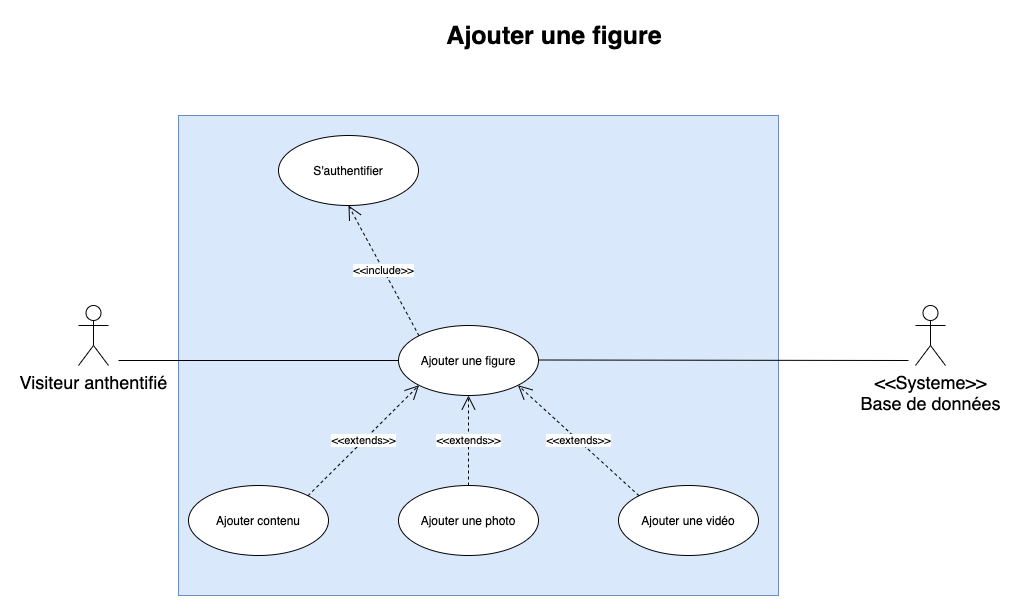 Ajouter une figure
S'authentifier
<<include>>
Ajouter une figure
Visiteur anthentifié
<<Systeme>>
Base de données
<<extends>>
<<extends>>
<<extends>>
Ajouter contenu
Ajouter une photo
Ajouter une vidéo